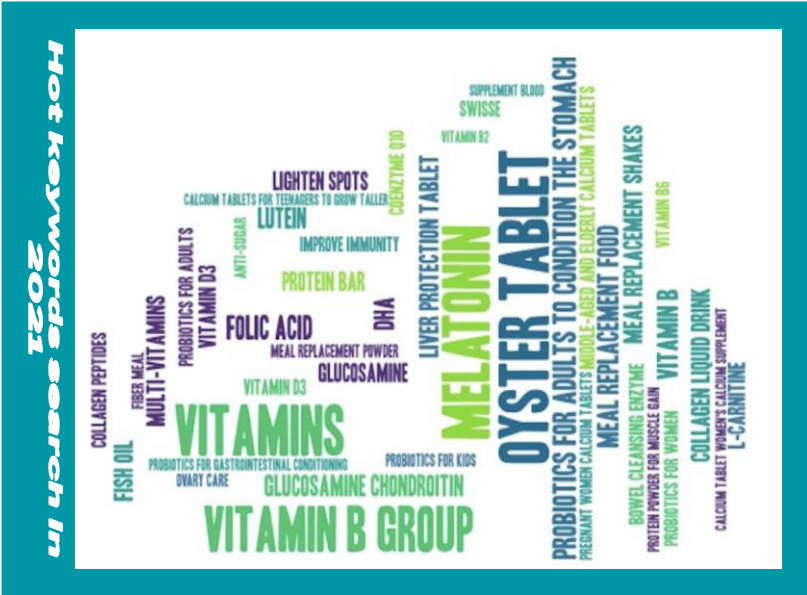 Hot keywords search In
2021
SUPPLEMENT BLOOD
SWISSE
VITAMIN B2
COENZYME Q10
LIGHTEN SPOTS
CALCIUM TABLETS FOR TEENAGERS TO GROW TALLER
LUTEIN
ANTI-SUGAR
IMPROVE IMMUNITY
PROTEIN BAR
PROBIOTICS FOR ADULTS
VITAMIN D3
FOLIC ACID
DHA
MEAL REPLACEMENT POWDER
GLUCOSAMINE
COLLAGEN PEPTIDES
FIBER MEAL
MULTI-VITAMINS
VITAMIN D3
VITAMINS
FISH OIL
PROBIOTICS FOR GASTROINTESTINAL CONDITIONING
OVARY CARE
PROBIOTICS FOR KIDS
GLUCOSAMINE CHONDROITIN
VITAMIN B GROUP
LIVER PROTECTION TABLET
MELATONIN
OYSTER TABLET
PROBIOTICS FOR ADULTS TO CONDITION THE STOMACH
MIDDLE-AGED AND ELDERLY CALCIUM TABLETS
PREGNANT WOMEN CALCIUM TABLETS
MEAL REPLACEMENT FOOD
MEAL REPLACEMENT SHAKES
BOWEL CLEANSING ENZYME
PROTEIN POWDER FOR MUSCLE GAIN
VITAMIN B6
VITAMIN B
PROBIOTICS FOR WOMEN
COLLAGEN LIQUID DRINK
CALCIUM TABLET WOMEN'S CALCIUM SUPPLEMENT
L-CARNITINE